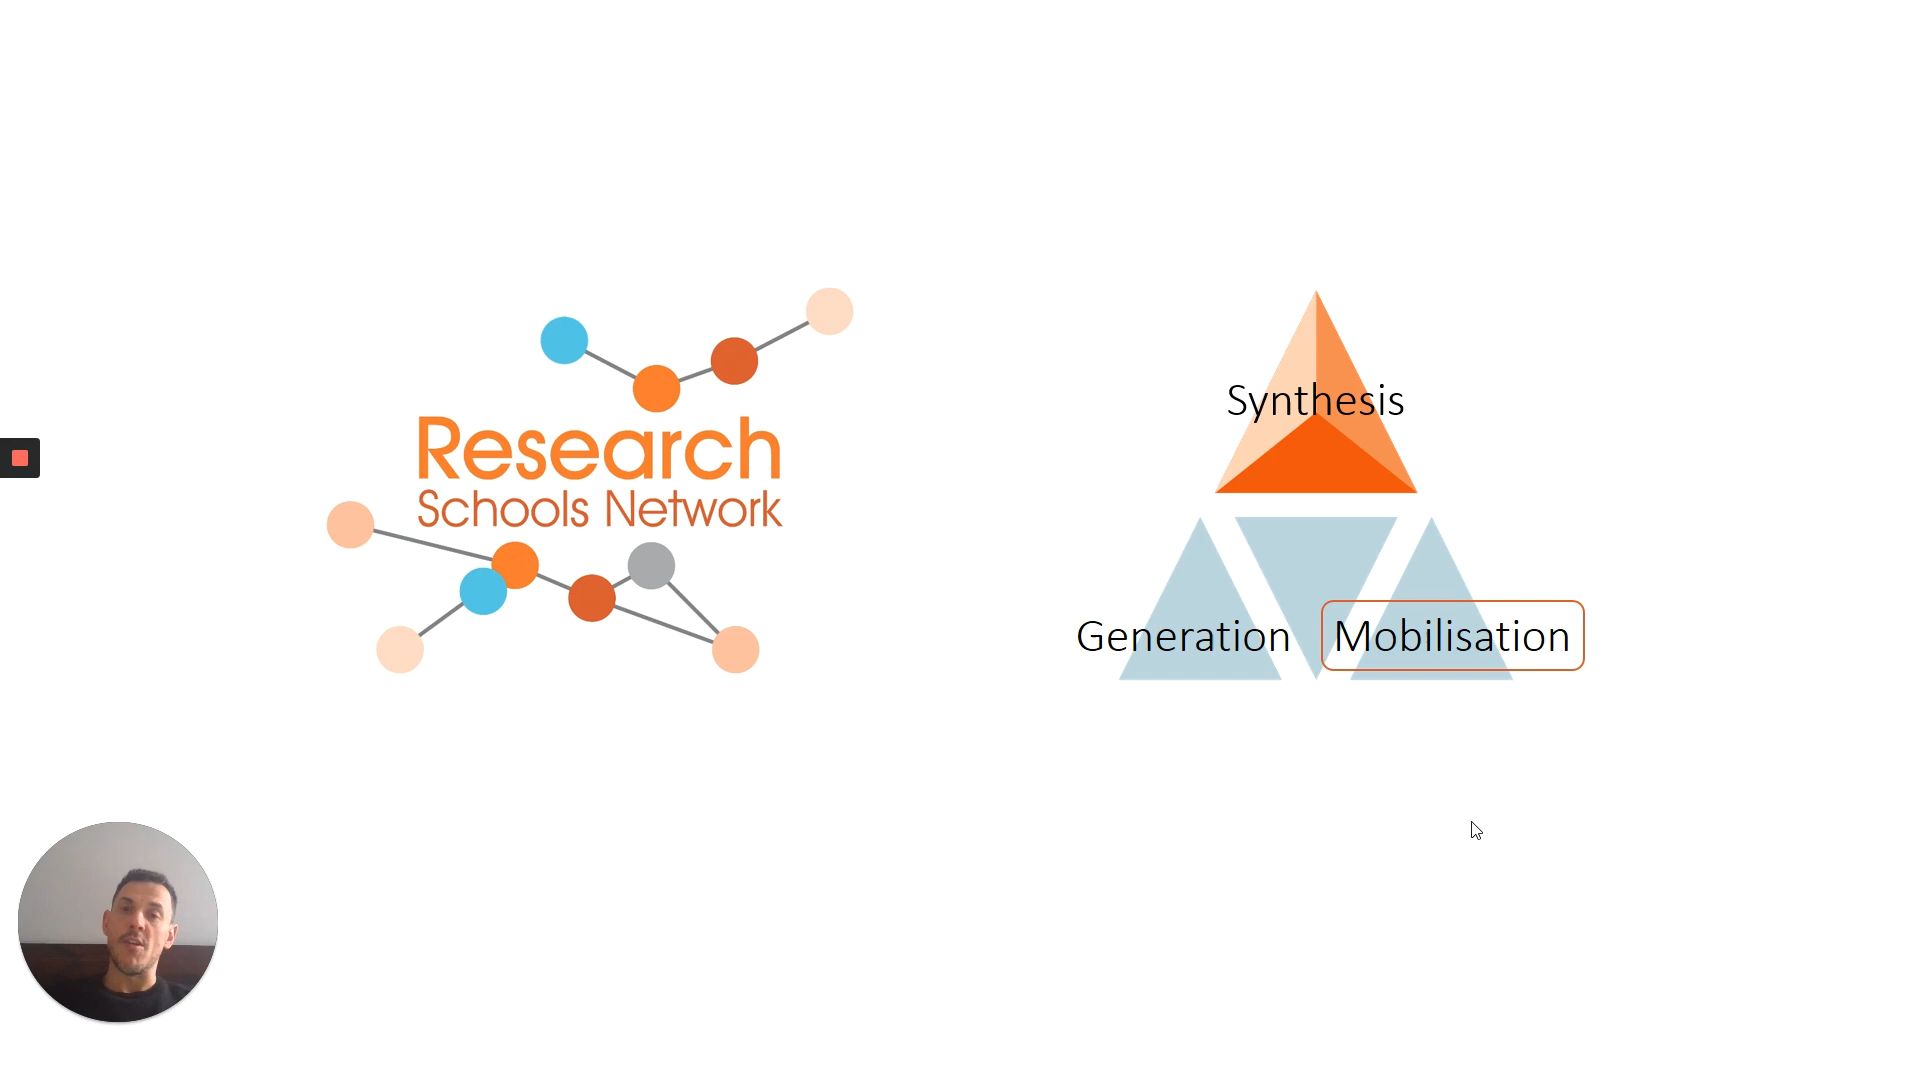 Research
Schools Network
Synthesis
Generation
Mobilisation